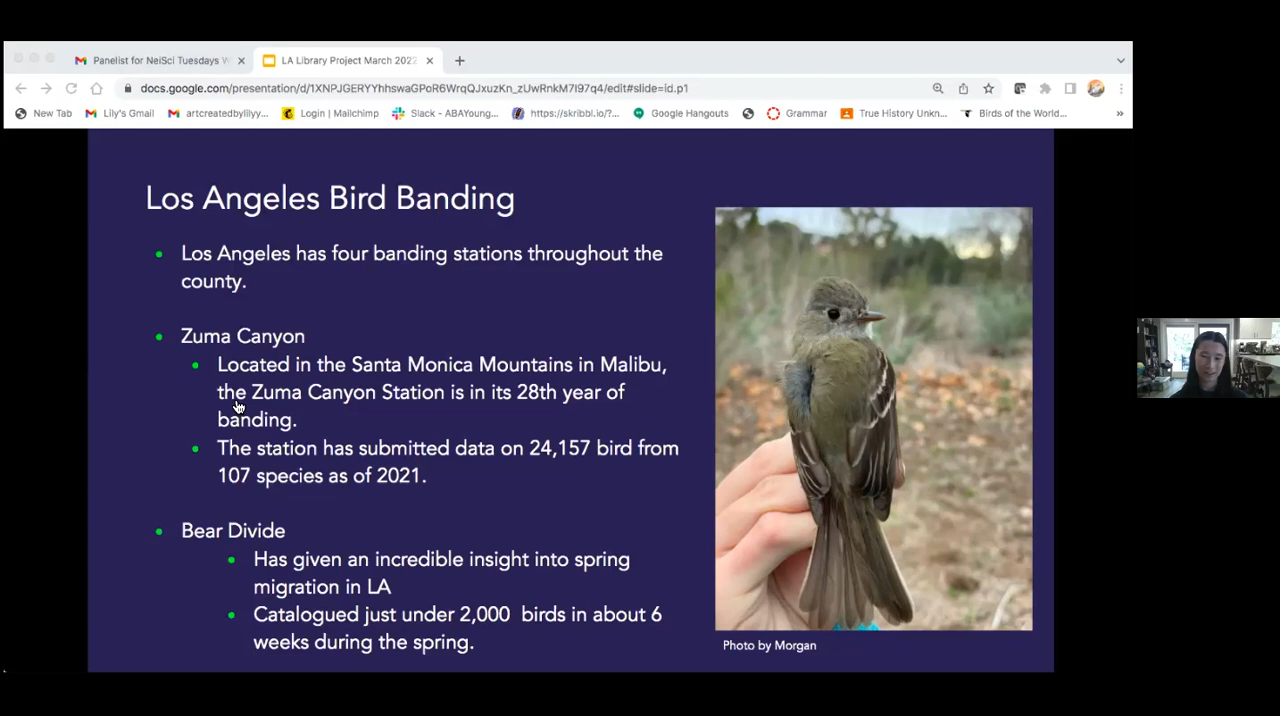 Panelist for NeiSci Tuesdays W
LA Library Project March 2022
docs.google.com/presentation/d/1XNPJGERYYhhswaGPoR6WrqQJxuzKn_zUwRnkM7I97q4/edit#slide=id.p1
New Tab
Lily's Gmail
artcreatedbylilyy...
Login | Mailchimp
Slack - ABAYoung...
https://skribbl.io/?...
Google Hangouts
Grammar
True History Unkn...
Birds of the World...
»
Los Angeles Bird Banding
• Los Angeles has four banding stations throughout the
county.
• Zuma Canyon
• Located in the Santa Monica Mountains in Malibu,
the Zuma Canyon Station is in its 28th year of
banding.
• The station has submitted data on 24,157 bird from
107 species as of 2021.
• Bear Divide
• Has given an incredible insight into spring
migration in LA
• Catalogued just under 2,000 birds in about 6
weeks during the spring.
Photo by Morgan